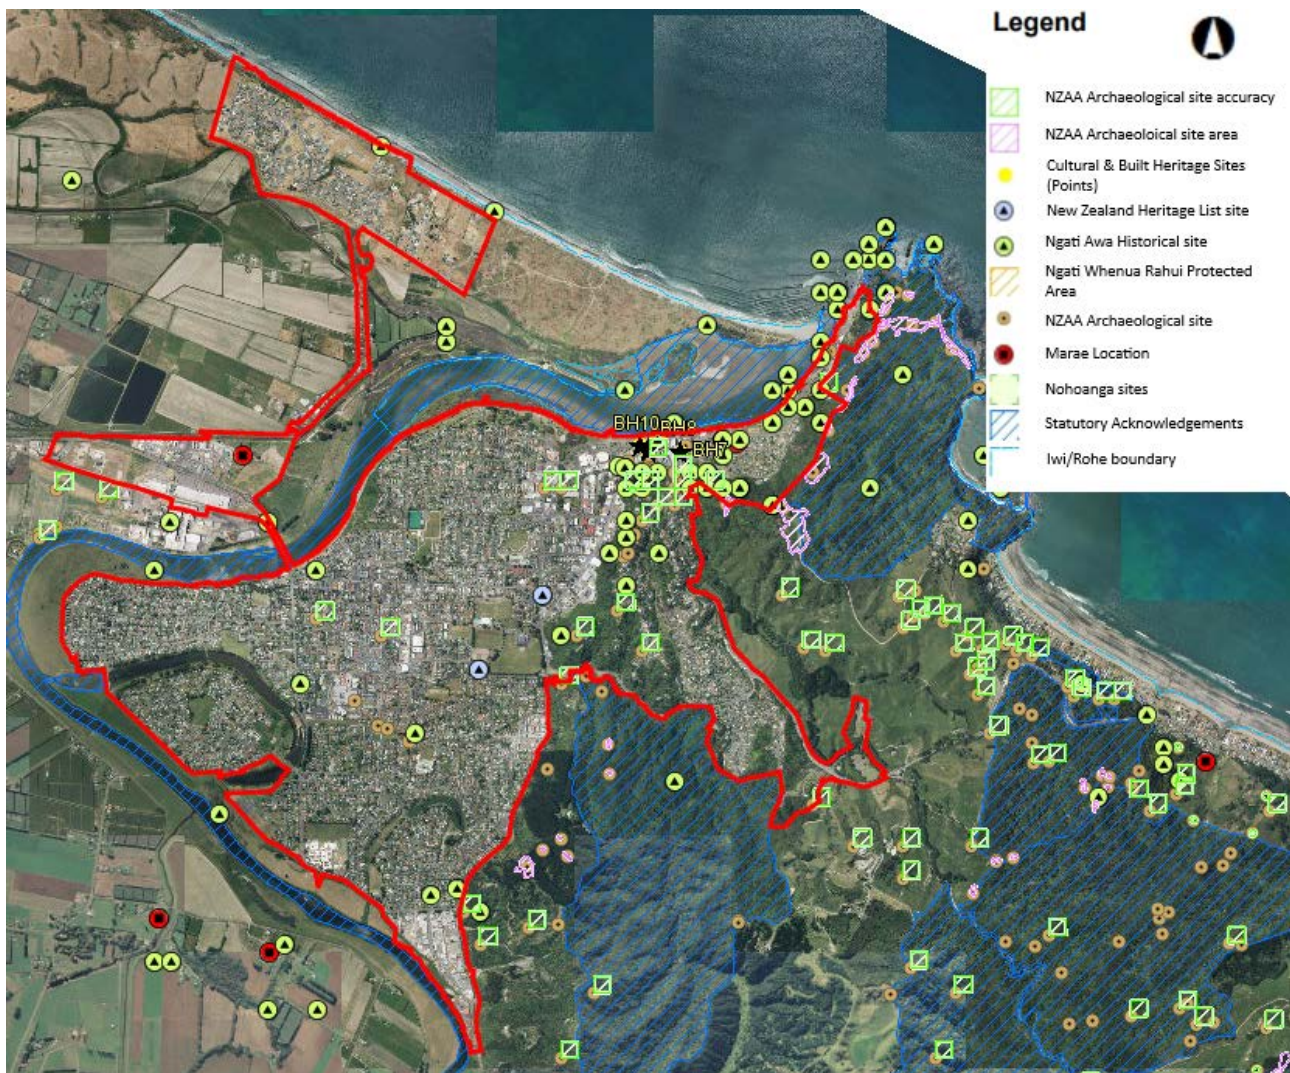 Legend
NZAA Archaeological site accuracy
NZAA Archaeoloical site area
Cultural & Built Heritage Sites
(Points)
New Zealand Heritage List site
Ngati Awa Historical site
Ngati Whenua Rahui Protected
Area
NZAA Archaeological site
Marae Location
Nohoanga sites
Statutory Acknowledgements
Iwi/Rohe boundary
BH10
BH7